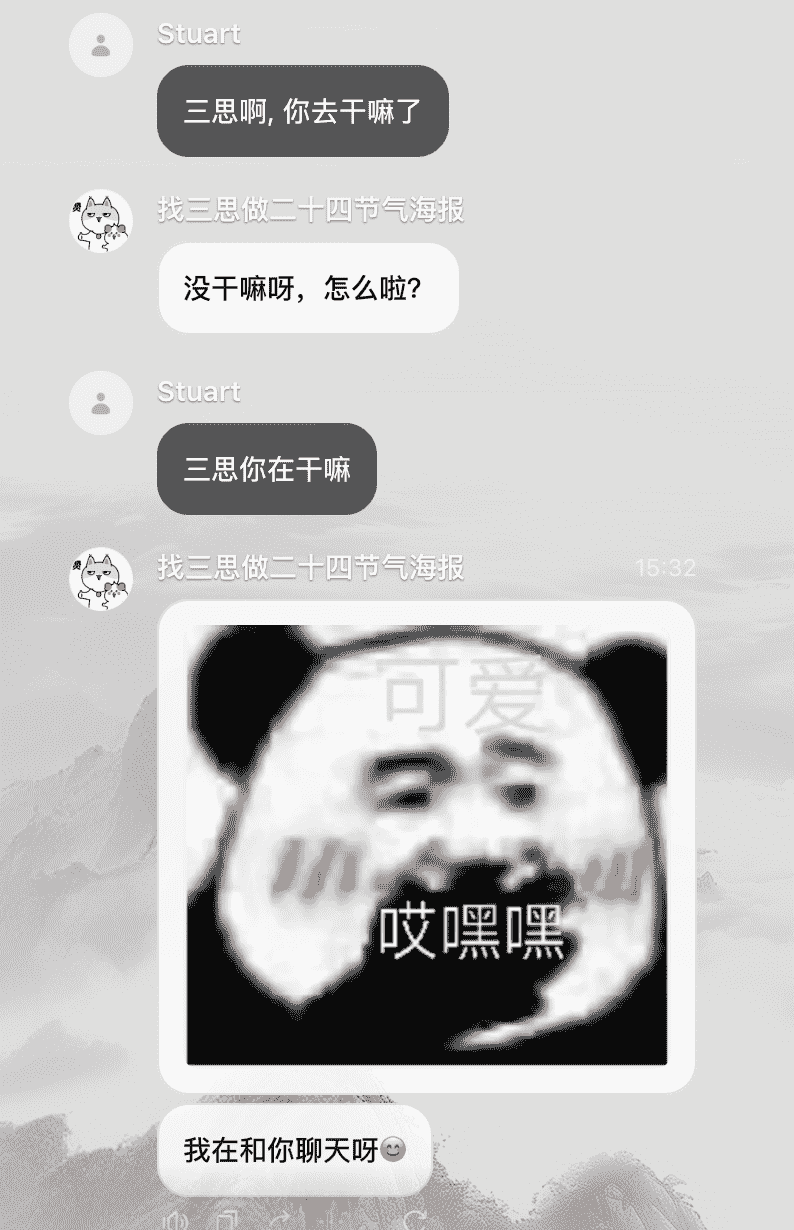 Stuart
三思啊, 你去干嘛了
找三思做二十四节气海报
没干嘛呀，怎么啦?
Stuart
三思你在干嘛
找三思做二十四节气海报
15:32
可爱
哎嘿嘿
我在和你聊天呀😊